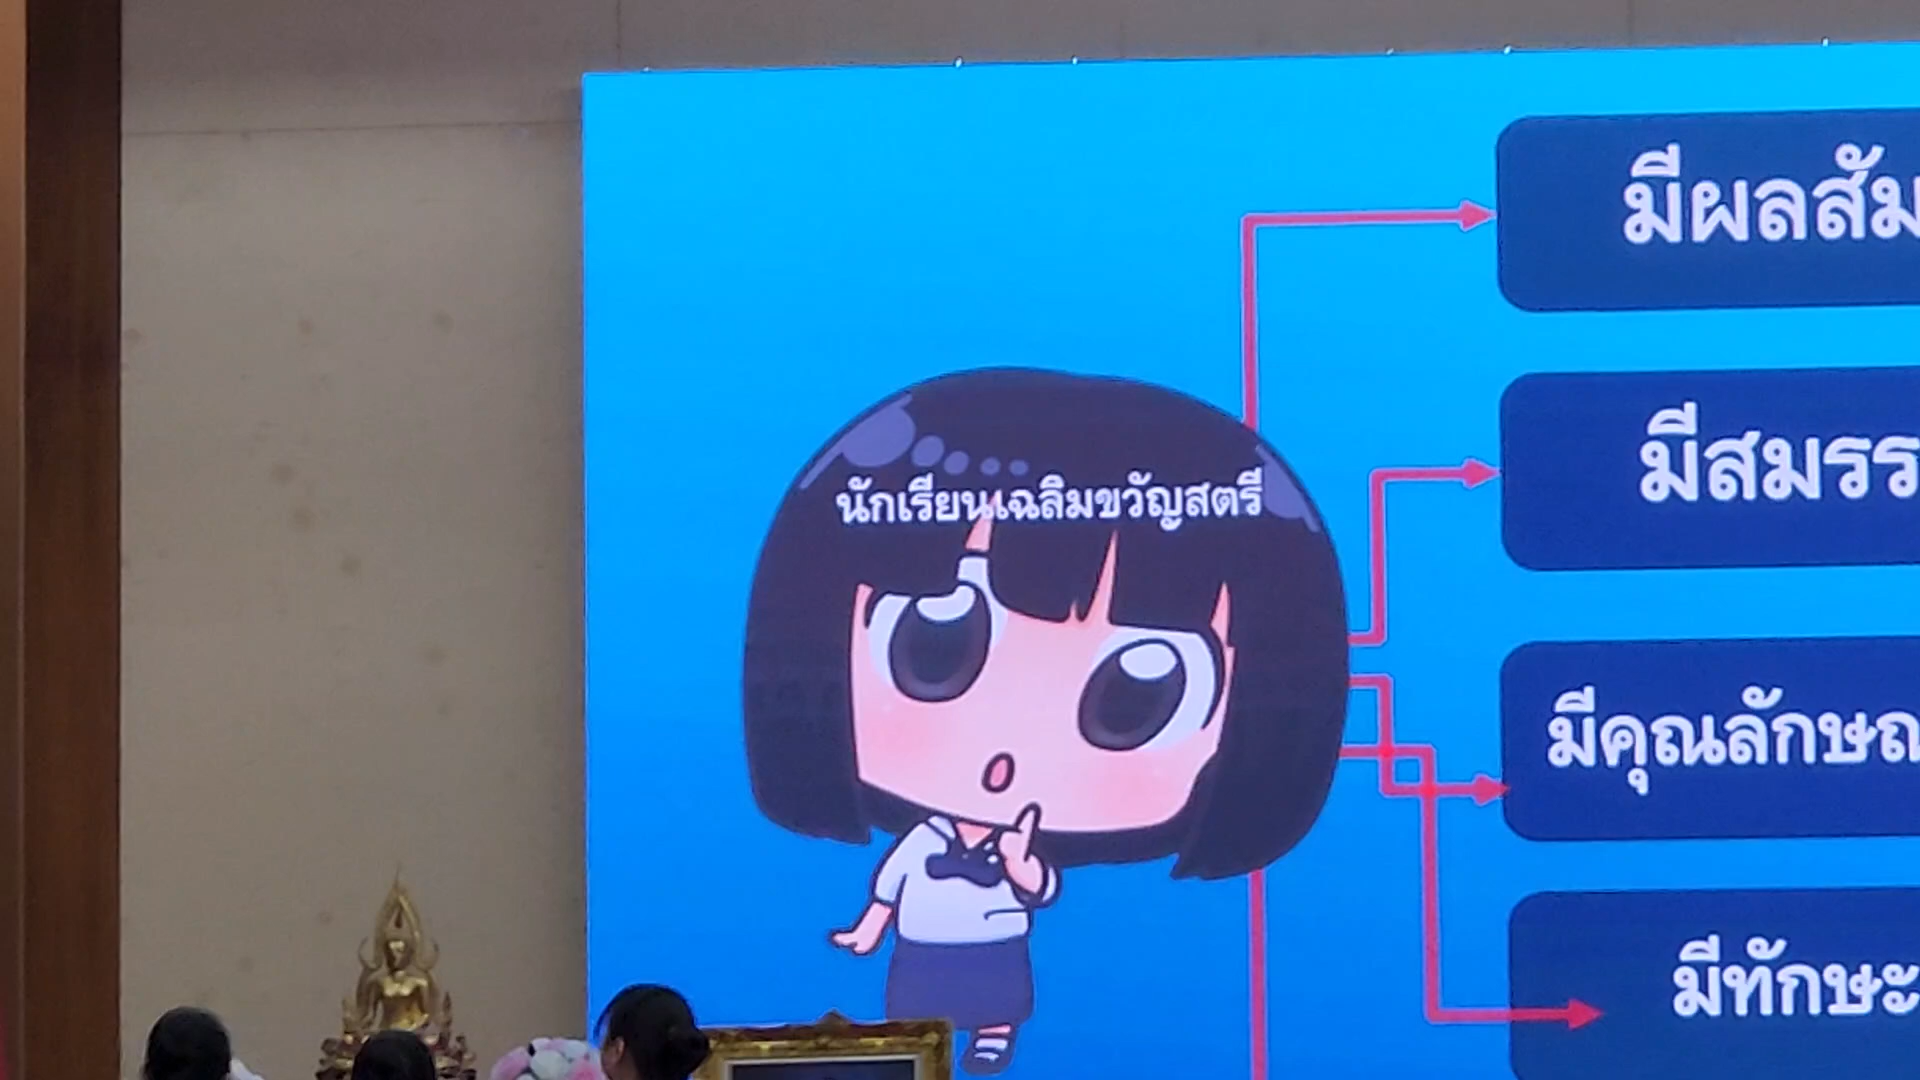 นักเรียนเฉลิมขวัญสตรี
มีผลสัม
มีสมรร
มีคุณลักษณ
มีทักษะ